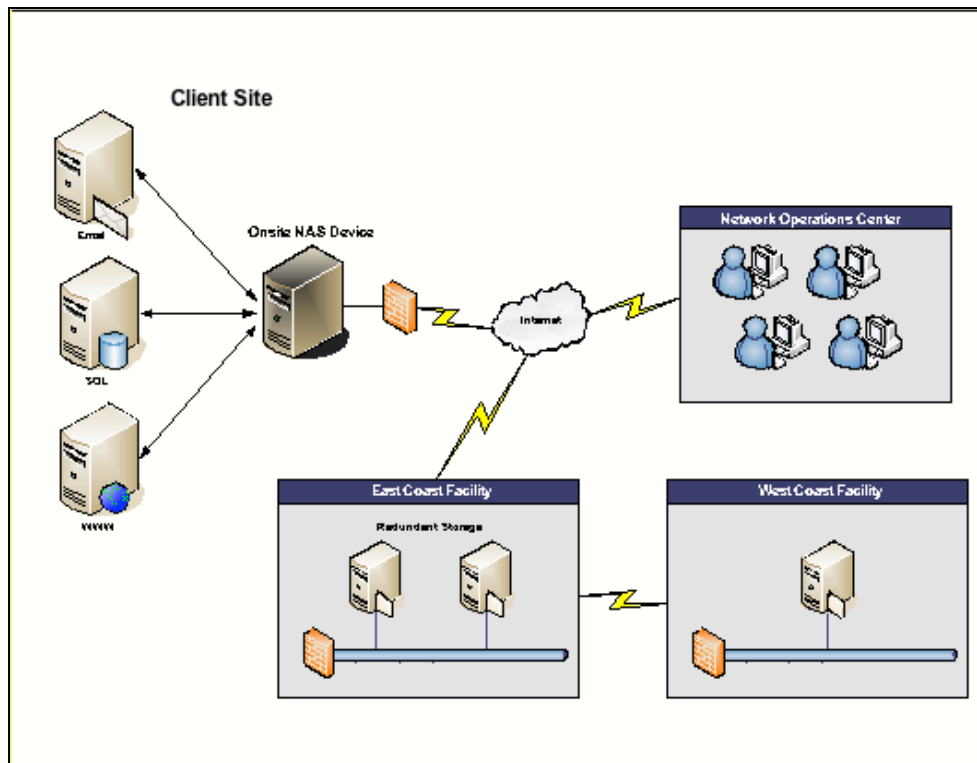 Client Site
Email
Onsite NAS Device
Network Operations Center
Internet
SQL
WWW
East Coast Facility
West Coast Facility
Redundant Storage